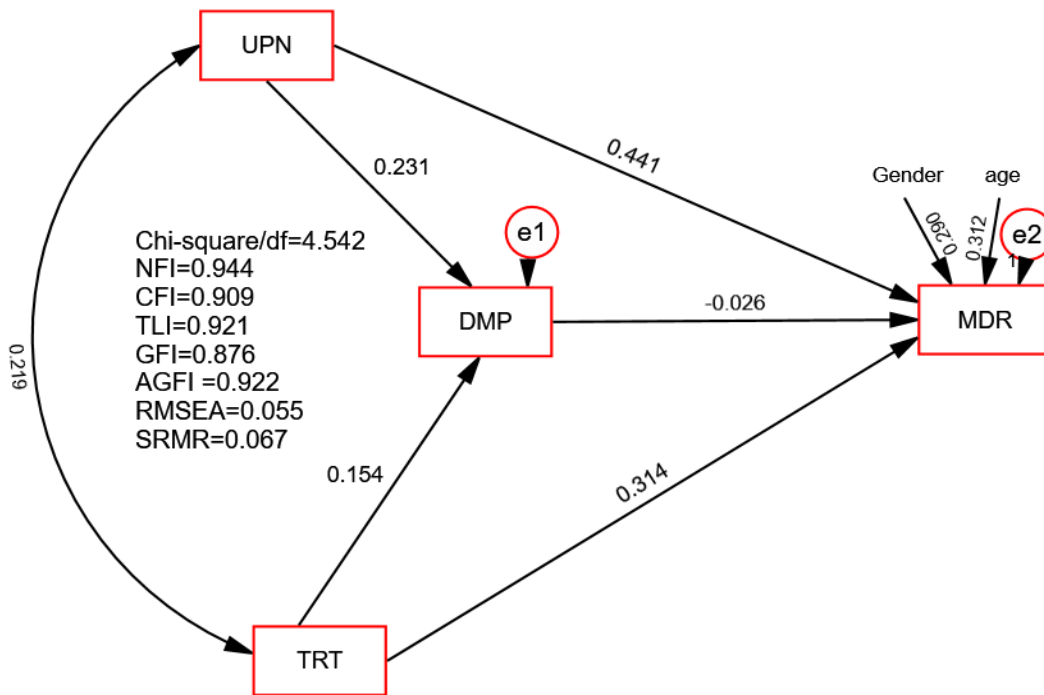 UPN
0.441
0.231
Gender
age
0.290
0.312
e1
e2
1
Chi-square/df=4.542
NFI=0.944
CFI=0.909
TLI=0.921
GFI=0.876
AGFI =0.922
RMSEA=0.055
SRMR=0.067
DMP
-0.026
MDR
0.219
0.154
0.314
TRT